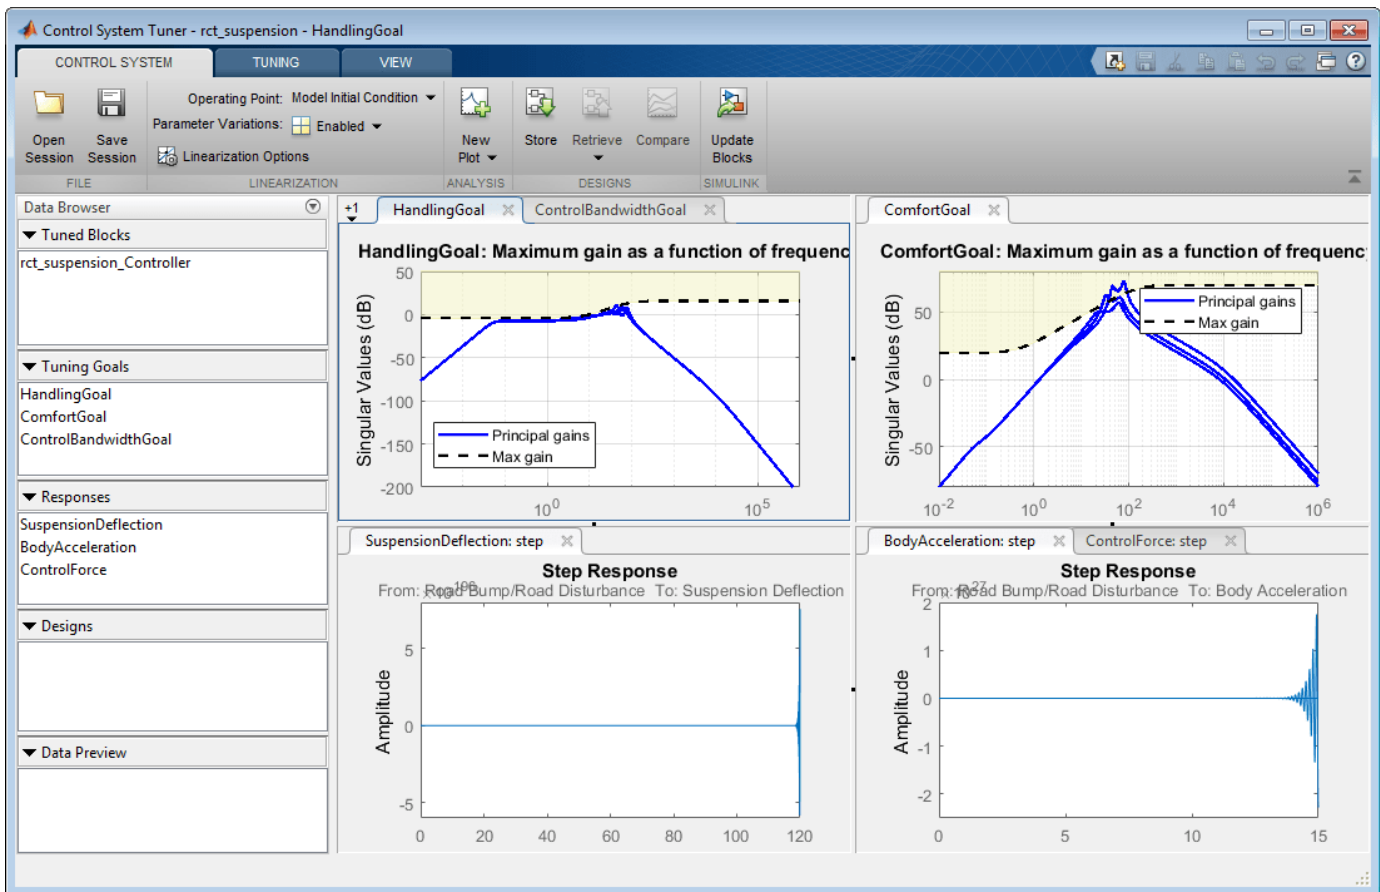 Control System Tuner - rct_suspension - HandlingGoal
CONTROL SYSTEM TUNING VIEW
Operating Point: Model Initial Condition
Parameter Variations: Enabled
Linearization Options
Open Session
Save Session
New Plot
Store
Retrieve
Compare
Update Blocks
FILE LINEARIZATION ANALYSIS DESIGNS SIMULINK
Data Browser
Tuned Blocks
rct_suspension_Controller
Tuning Goals
HandlingGoal
ComfortGoal
ControlBandwidthGoal
Responses
SuspensionDeflection
BodyAcceleration
ControlForce
Designs
Data Preview
+1 HandlingGoal ControlBandwidthGoal
HandlingGoal: Maximum gain as a function of frequenc
Singular Values (dB)
50
0
-50
-100
-150
-200
Principal gains
Max gain
10^0 10^5
ComfortGoal
ComfortGoal: Maximum gain as a function of frequenc
Singular Values (dB)
50
0
-50
Principal gains
Max gain
10^-2 10^0 10^2 10^4 10^6
SuspensionDeflection: step
Step Response
From: Road Bump/Road Disturbance To: Suspension Deflection
Amplitude
5
0
-5
0 20 40 60 80 100 120
BodyAcceleration: step ControlForce: step
Step Response
From: Road Bump/Road Disturbance To: Body Acceleration
Amplitude
2
1
0
-1
-2
0 5 10 15